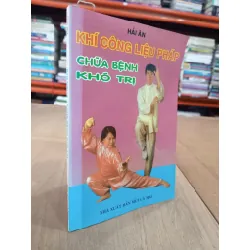 HẢI ÂN
KHÍ CÔNG LIỆU PHÁP
CHỮA BỆNH
KHÓ TRỊ